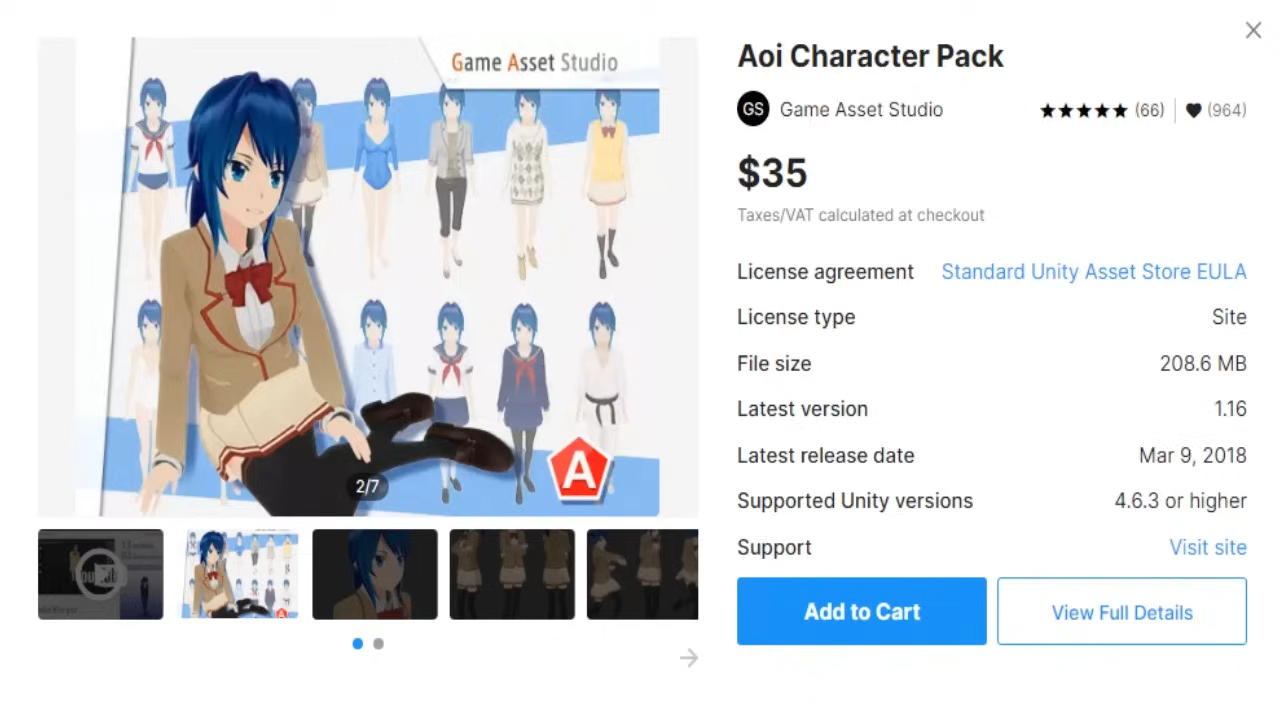 Game Asset Studio
A
2/7
Aoi Character Pack
GS Game Asset Studio ★★★★★ (66) ♥ (964)
$35
Taxes/VAT calculated at checkout
License agreement Standard Unity Asset Store EULA
License type Site
File size 208.6 MB
Latest version 1.16
Latest release date Mar 9, 2018
Supported Unity versions 4.6.3 or higher
Support Visit site
Add to Cart View Full Details